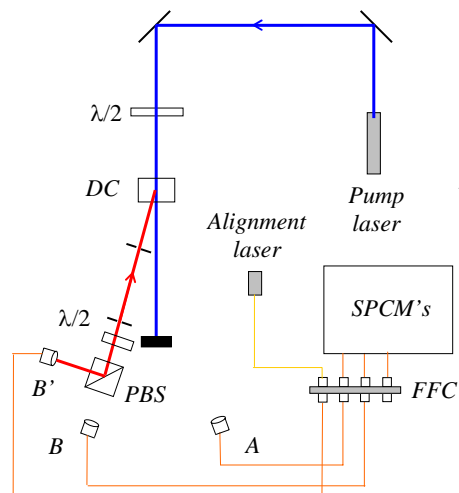 λ/2
DC
Pump
laser
Alignment
laser
SPCM's
λ/2
B'
PBS
FFC
B
A